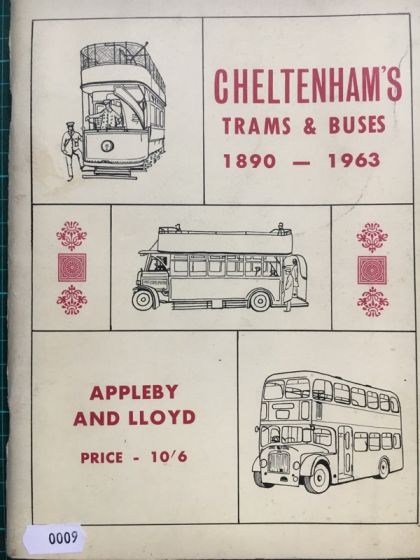 CHELTENHAM'S
TRAMS & BUSES
1890 — 1963
APPLEBY
AND LLOYD
PRICE - 10'6
0009